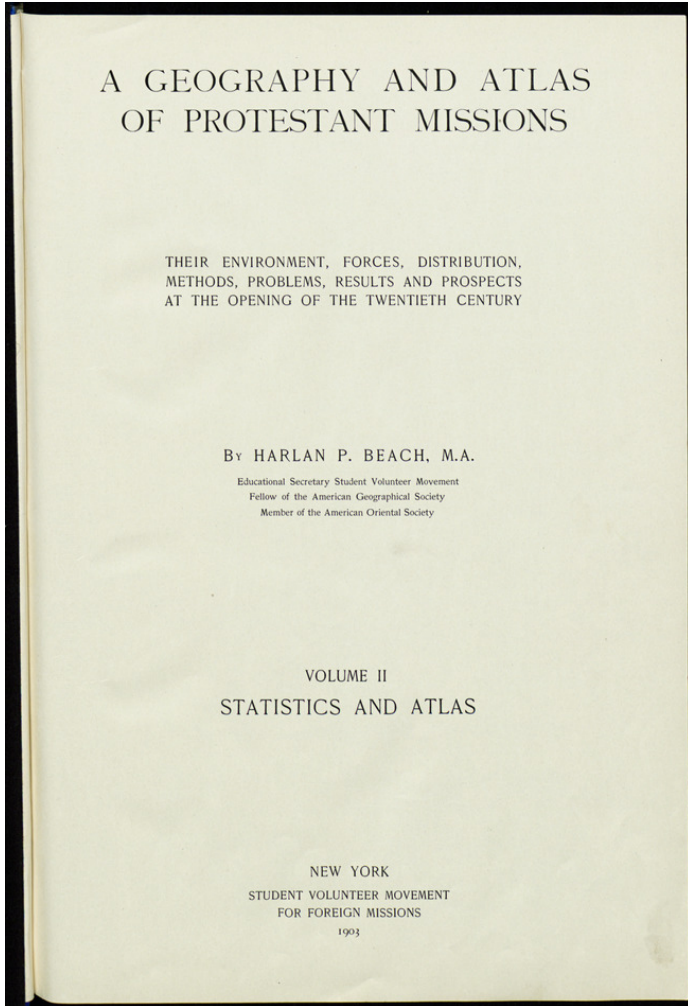 A GEOGRAPHY AND ATLAS
OF PROTESTANT MISSIONS
THEIR ENVIRONMENT, FORCES, DISTRIBUTION,
METHODS, PROBLEMS, RESULTS AND PROSPECTS
AT THE OPENING OF THE TWENTIETH CENTURY
BY HARLAN P. BEACH, M.A.
Educational Secretary Student Volunteer Movement
Fellow of the American Geographical Society
Member of the American Oriental Society
VOLUME II
STATISTICS AND ATLAS
NEW YORK
STUDENT VOLUNTEER MOVEMENT
FOR FOREIGN MISSIONS
1903